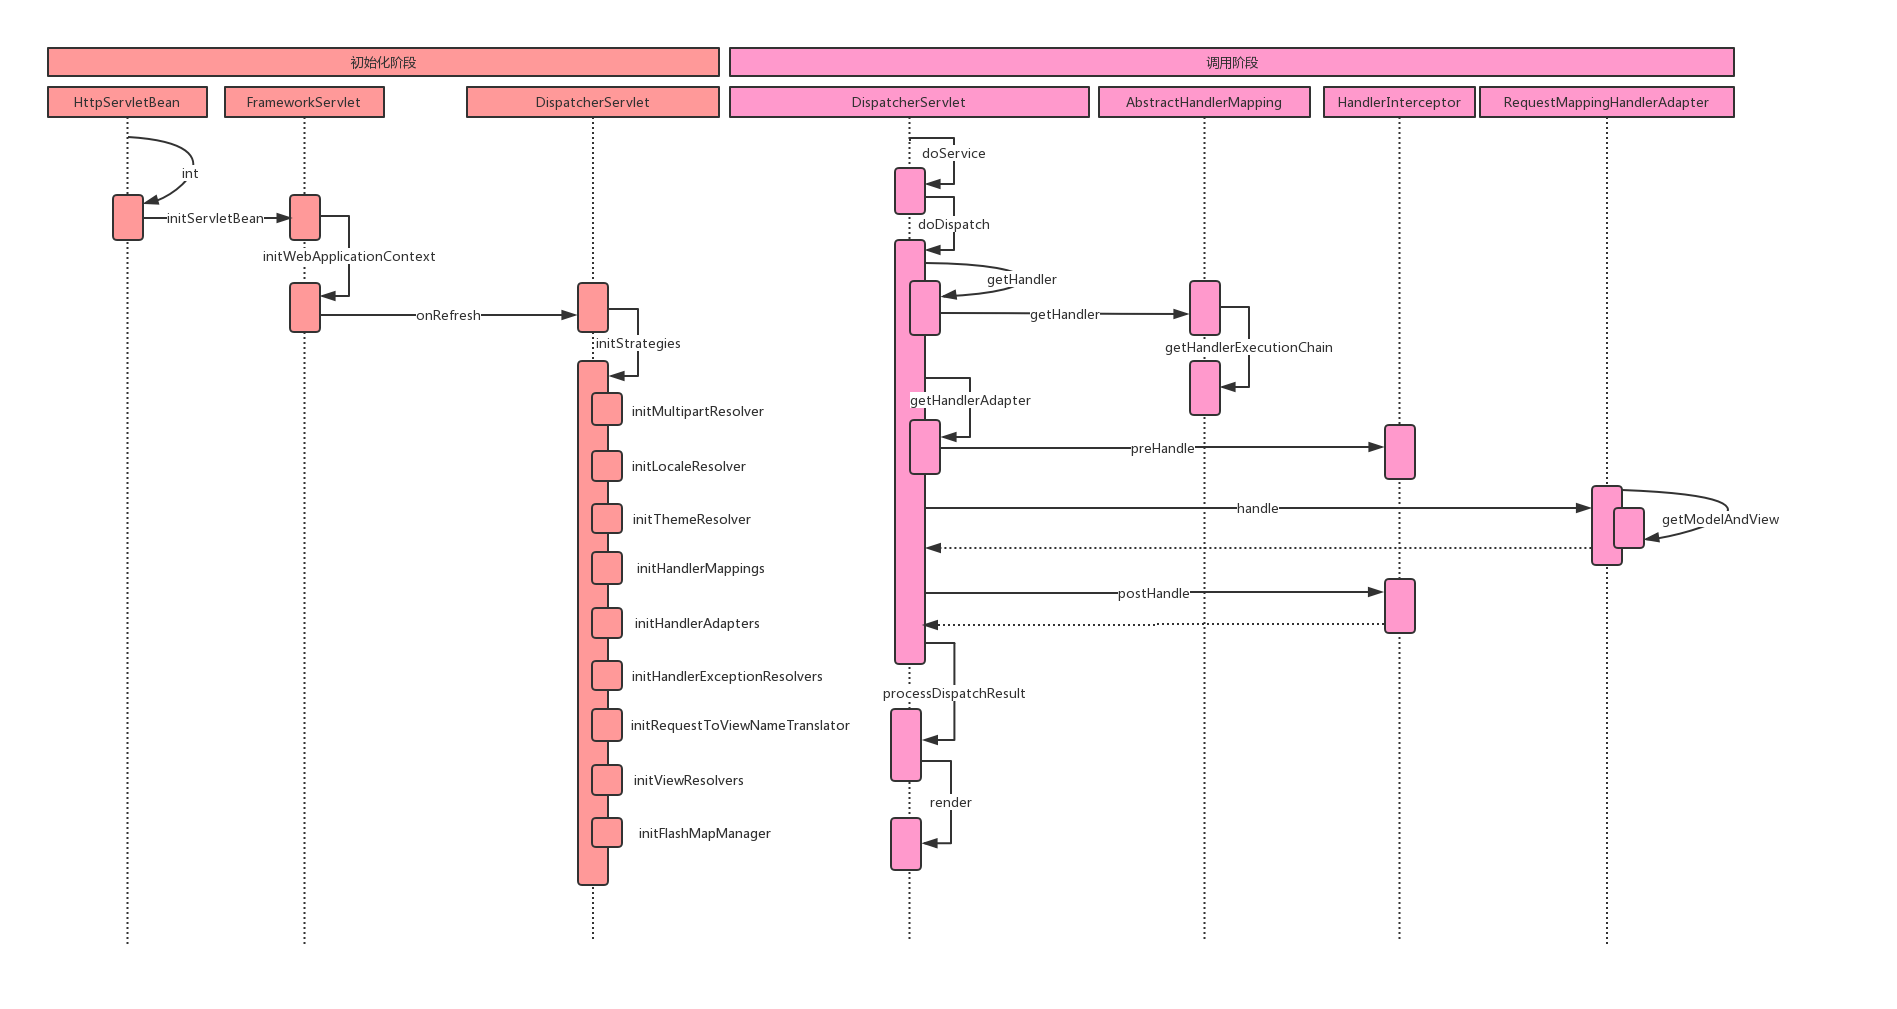 初始化阶段
调用阶段
HttpServletBean
FrameworkServlet
DispatcherServlet
DispatcherServlet
AbstractHandlerMapping
HandlerInterceptor
RequestMappingHandlerAdapter
int
initServletBean
initWebApplicationContext
onRefresh
initStrategies
initMultipartResolver
initLocaleResolver
initThemeResolver
initHandlerMappings
initHandlerAdapters
initHandlerExceptionResolvers
initRequestToViewNameTranslator
initViewResolvers
initFlashMapManager
doService
doDispatch
getHandler
getHandler
getHandlerExecutionChain
getHandlerAdapter
preHandle
handle
getModelAndView
postHandle
processDispatchResult
render